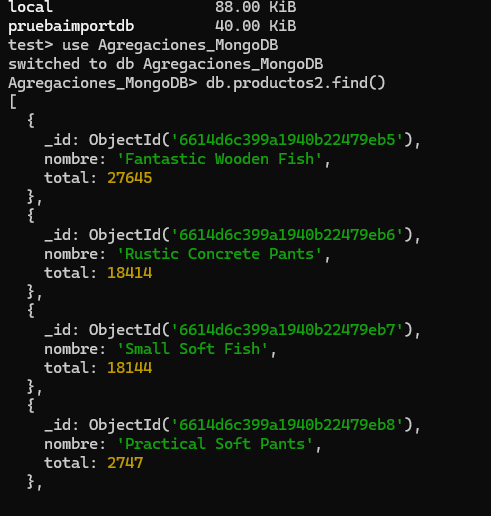 local 88.00 KiB
pruebaimportdb 40.00 KiB
test> use Agregaciones_MongoDB
switched to db Agregaciones_MongoDB
Agregaciones_MongoDB> db.productos2.find()
[
  {
    _id: ObjectId('6614d6c399a1940b22479eb5'),
    nombre: 'Fantastic Wooden Fish',
    total: 27645
  },
  {
    _id: ObjectId('6614d6c399a1940b22479eb6'),
    nombre: 'Rustic Concrete Pants',
    total: 18414
  },
  {
    _id: ObjectId('6614d6c399a1940b22479eb7'),
    nombre: 'Small Soft Fish',
    total: 18144
  },
  {
    _id: ObjectId('6614d6c399a1940b22479eb8'),
    nombre: 'Practical Soft Pants',
    total: 2747
  },